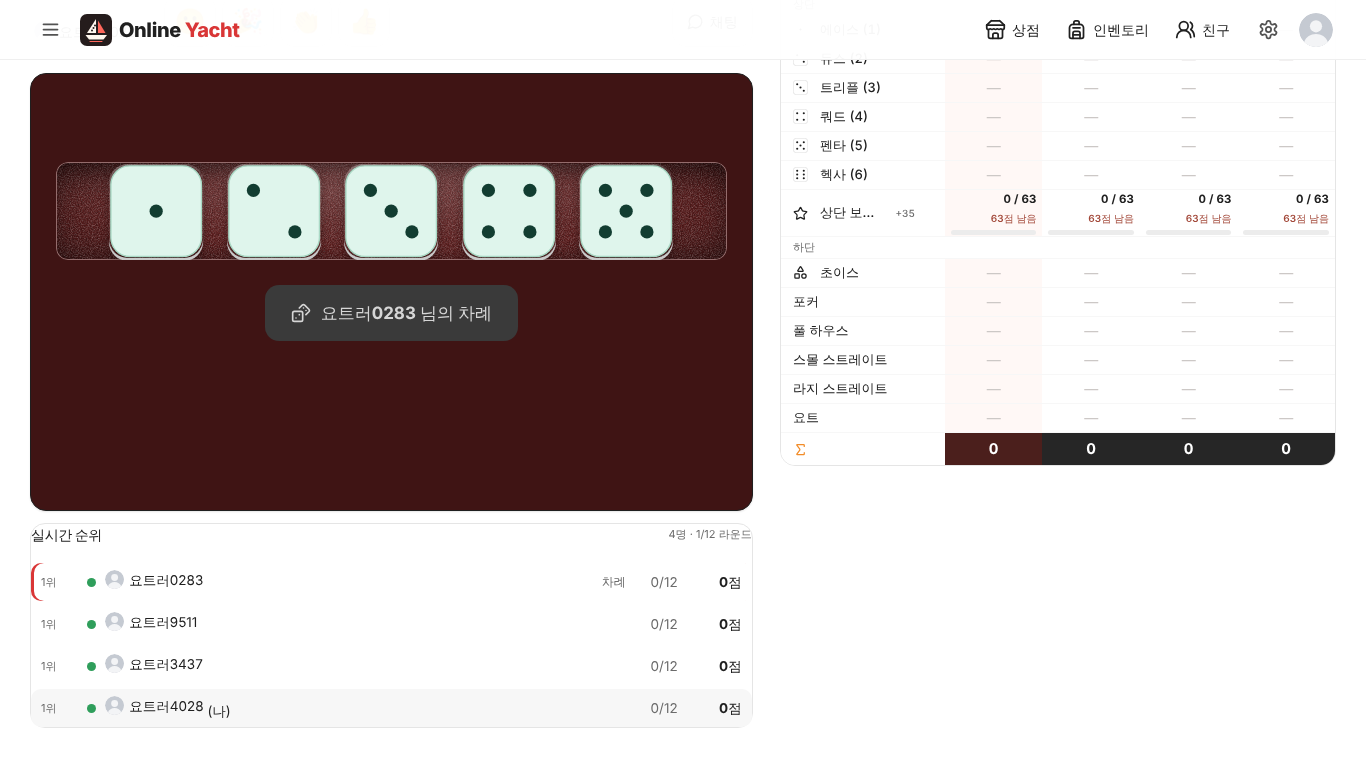 Online Yacht
상점
인벤토리
친구
요트러0283 님의 차례
실시간 순위
4명 · 1/12 라운드
1위 요트러0283 차례 0/12 0점
1위 요트러9511 0/12 0점
1위 요트러3437 0/12 0점
1위 요트러4028 (나) 0/12 0점
트리플 (3) — — — —
쿼드 (4) — — — —
펜타 (5) — — — —
헥사 (6) — — — —
상단 보... +35
0 / 63 0 / 63 0 / 63 0 / 63
63점 남음 63점 남음 63점 남음 63점 남음
하단
초이스 — — — —
포커 — — — —
풀 하우스 — — — —
스몰 스트레이트 — — — —
라지 스트레이트 — — — —
요트 — — — —
Σ 0 0 0 0